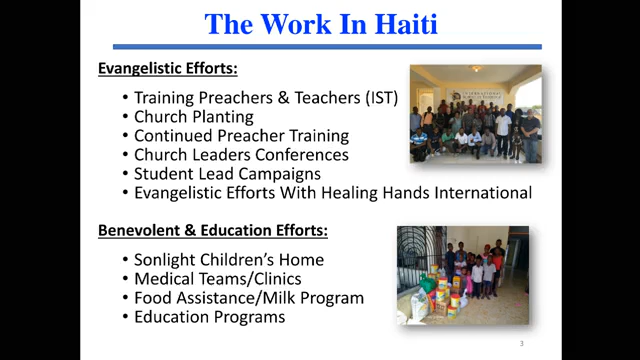 The Work In Haiti
Evangelistic Efforts:
• Training Preachers & Teachers (IST)
• Church Planting
• Continued Preacher Training
• Church Leaders Conferences
• Student Lead Campaigns
• Evangelistic Efforts With Healing Hands International
Benevolent & Education Efforts:
• Sonlight Children's Home
• Medical Teams/Clinics
• Food Assistance/Milk Program
• Education Programs
3